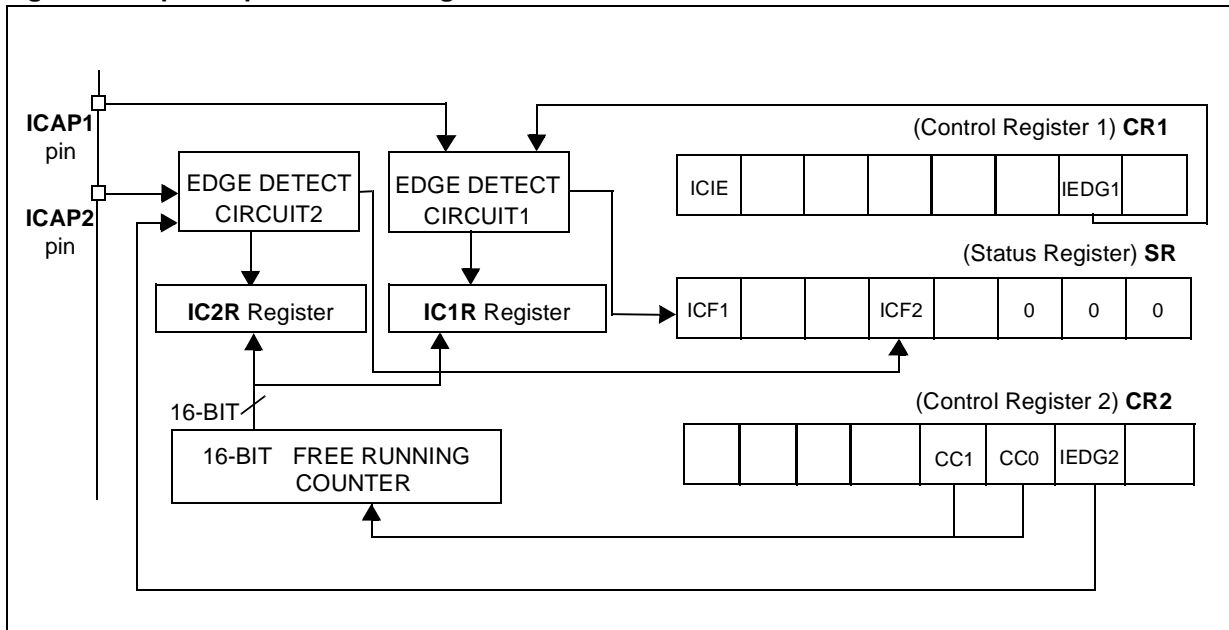 ICAP1
pin
ICAP2
pin
EDGE DETECT
CIRCUIT2
EDGE DETECT
CIRCUIT1
IC2R Register
IC1R Register
16-BIT
16-BIT FREE RUNNING
COUNTER
(Control Register 1) CR1
ICIE IEDG1
(Status Register) SR
ICF1 ICF2 0 0 0
(Control Register 2) CR2
CC1 CC0 IEDG2